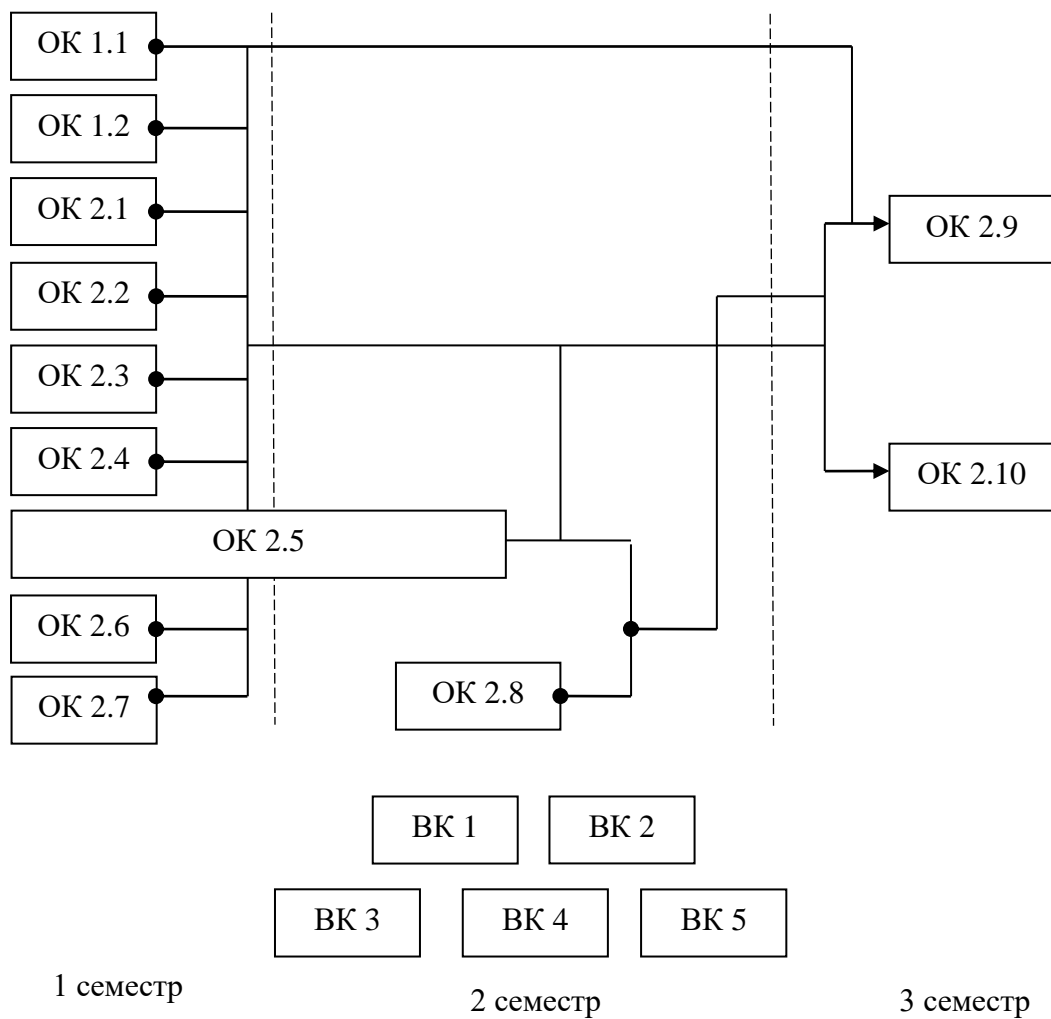 ОК 1.1
ОК 1.2
ОК 2.1
ОК 2.9
ОК 2.2
ОК 2.3
ОК 2.4
ОК 2.10
ОК 2.5
ОК 2.6
ОК 2.8
ОК 2.7
ВК 1
ВК 2
ВК 3
ВК 4
ВК 5
1 семестр
2 семестр
3 семестр